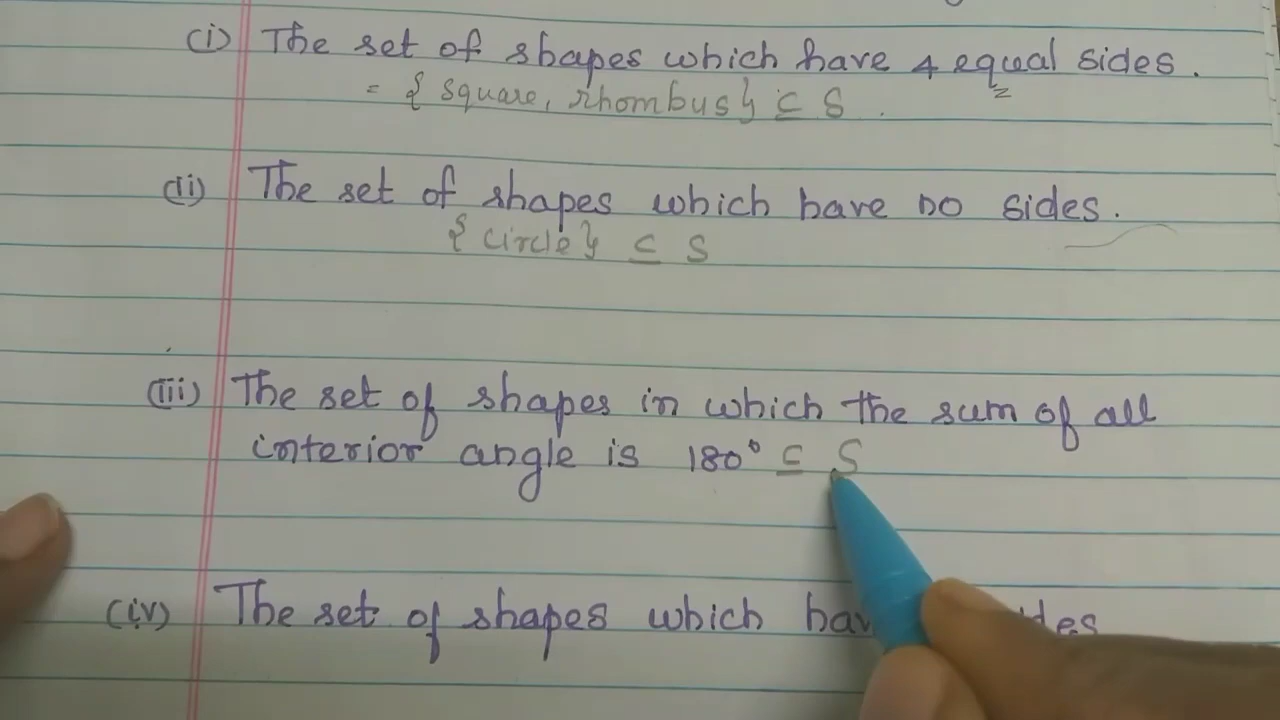 (i) The set of shapes which have 4 equal sides.
= { square, rhombus} ⊆ S.
(ii) The set of shapes which have no sides.
{ circle} ⊆ S
(iii) The set of shapes in which the sum of all
interior angle is 180° ⊆ S
(iv) The set of shapes which